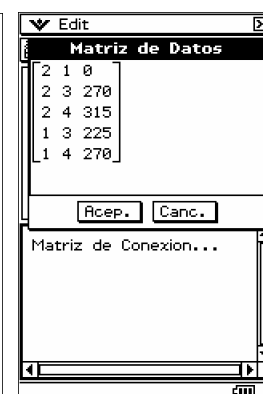 Edit
Matriz de Datos
2 1 0
2 3 270
2 4 315
1 3 225
1 4 270
Acep. Canc.
Matriz de Conexion...